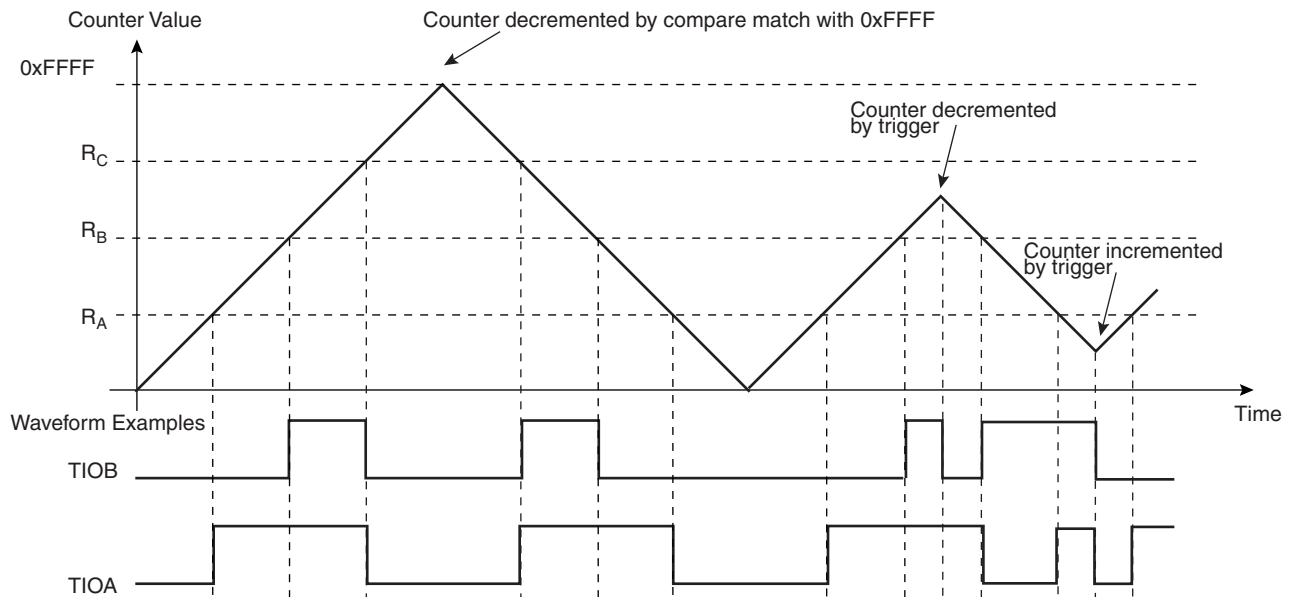 Counter Value
Counter decremented by compare match with 0xFFFF
0xFFFF
Counter decremented
by trigger
RC
RB
Counter incremented
by trigger
RA
Time
Waveform Examples
TIOB
TIOA